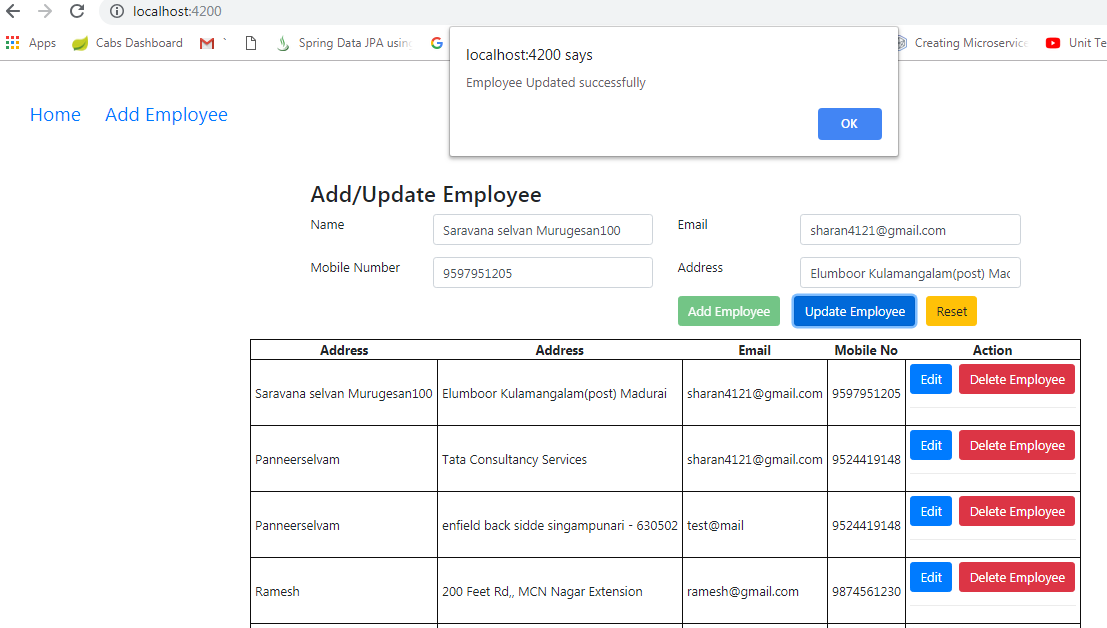 localhost:4200
Apps Cabs Dashboard Spring Data JPA using Creating Microservice Unit Te
localhost:4200 says
Employee Updated successfully
OK
Home Add Employee
Add/Update Employee
Name Saravana selvan Murugesan100 Email sharan4121@gmail.com
Mobile Number 9597951205 Address Elumboor Kulamangalam(post) Mad
Add Employee Update Employee Reset
Address Address Email Mobile No Action
Saravana selvan Murugesan100 Elumboor Kulamangalam(post) Madurai sharan4121@gmail.com 9597951205 Edit Delete Employee
Panneerselvam Tata Consultancy Services sharan4121@gmail.com 9524419148 Edit Delete Employee
Panneerselvam enfield back sidde singampunari - 630502 test@mail 9524419148 Edit Delete Employee
Ramesh 200 Feet Rd,, MCN Nagar Extension ramesh@gmail.com 9874561230 Edit Delete Employee